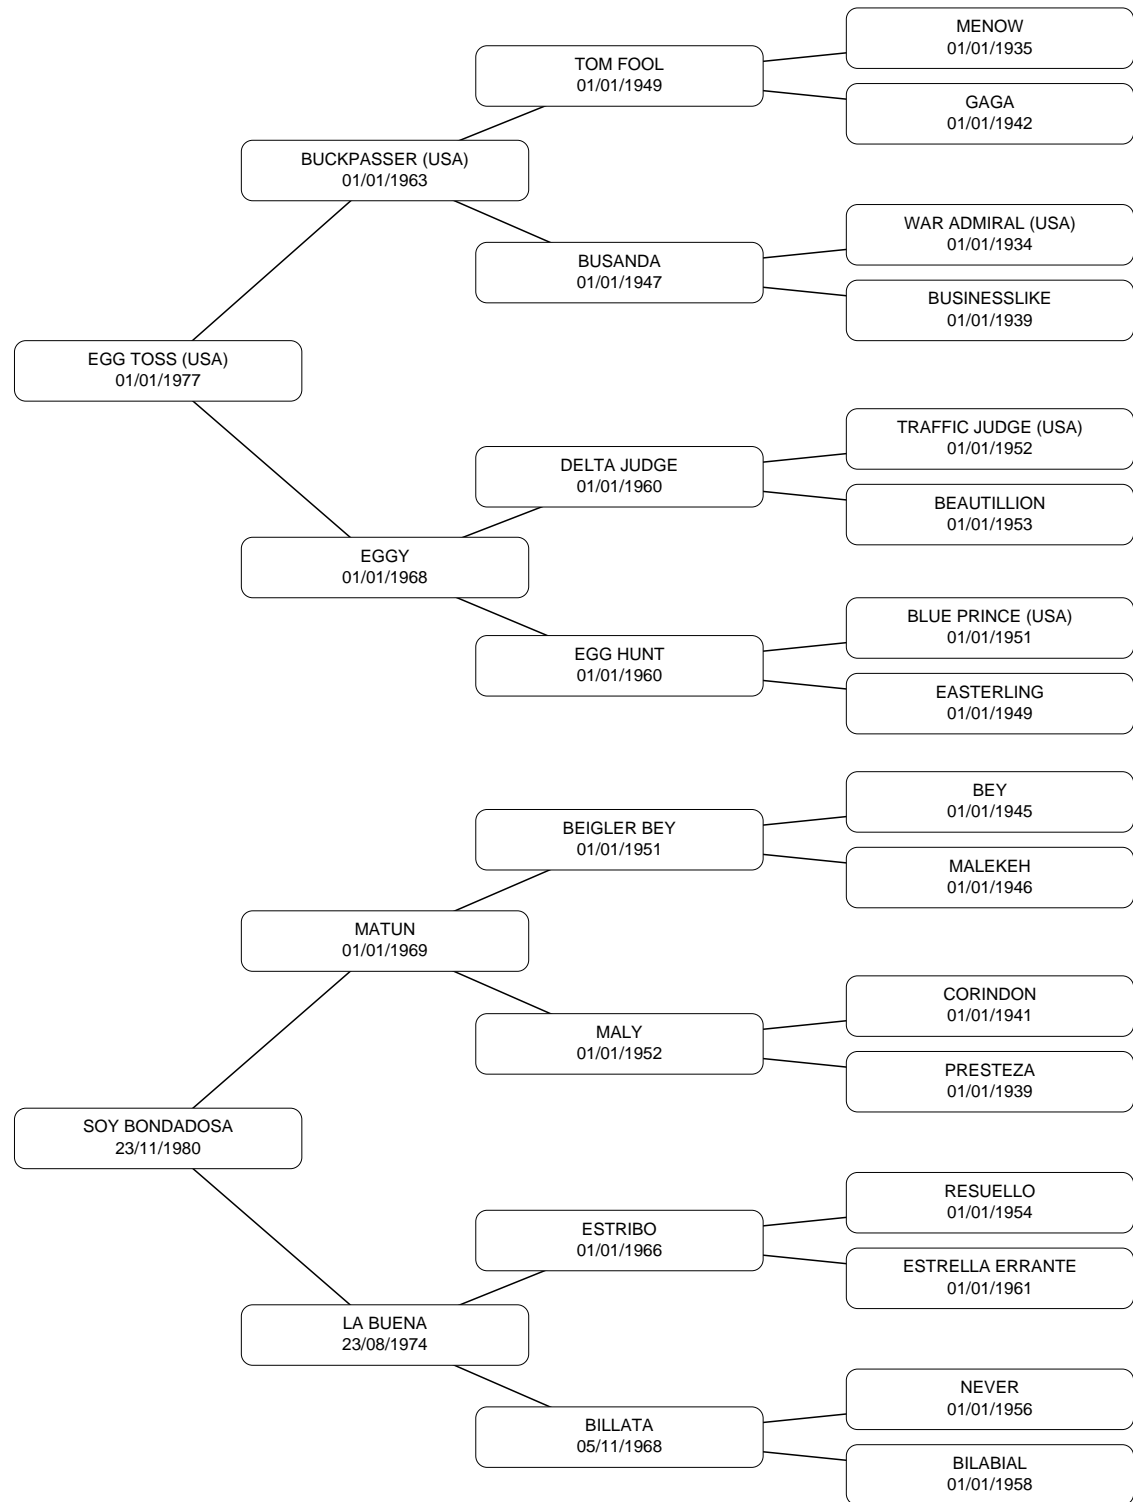 MENOW
01/01/1935
TOM FOOL
01/01/1949
GAGA
01/01/1942
BUCKPASSER (USA)
01/01/1963
WAR ADMIRAL (USA)
01/01/1934
BUSANDA
01/01/1947
BUSINESSLIKE
01/01/1939
EGG TOSS (USA)
01/01/1977
TRAFFIC JUDGE (USA)
01/01/1952
DELTA JUDGE
01/01/1960
BEAUTILLION
01/01/1953
EGGY
01/01/1968
BLUE PRINCE (USA)
01/01/1951
EGG HUNT
01/01/1960
EASTERLING
01/01/1949
BEY
01/01/1945
BEIGLER BEY
01/01/1951
MALEKEH
01/01/1946
MATUN
01/01/1969
CORINDON
01/01/1941
MALY
01/01/1952
PRESTEZA
01/01/1939
SOY BONDADOSA
23/11/1980
RESUELLO
01/01/1954
ESTRIBO
01/01/1966
ESTRELLA ERRANTE
01/01/1961
LA BUENA
23/08/1974
NEVER
01/01/1956
BILLATA
05/11/1968
BILABIAL
01/01/1958